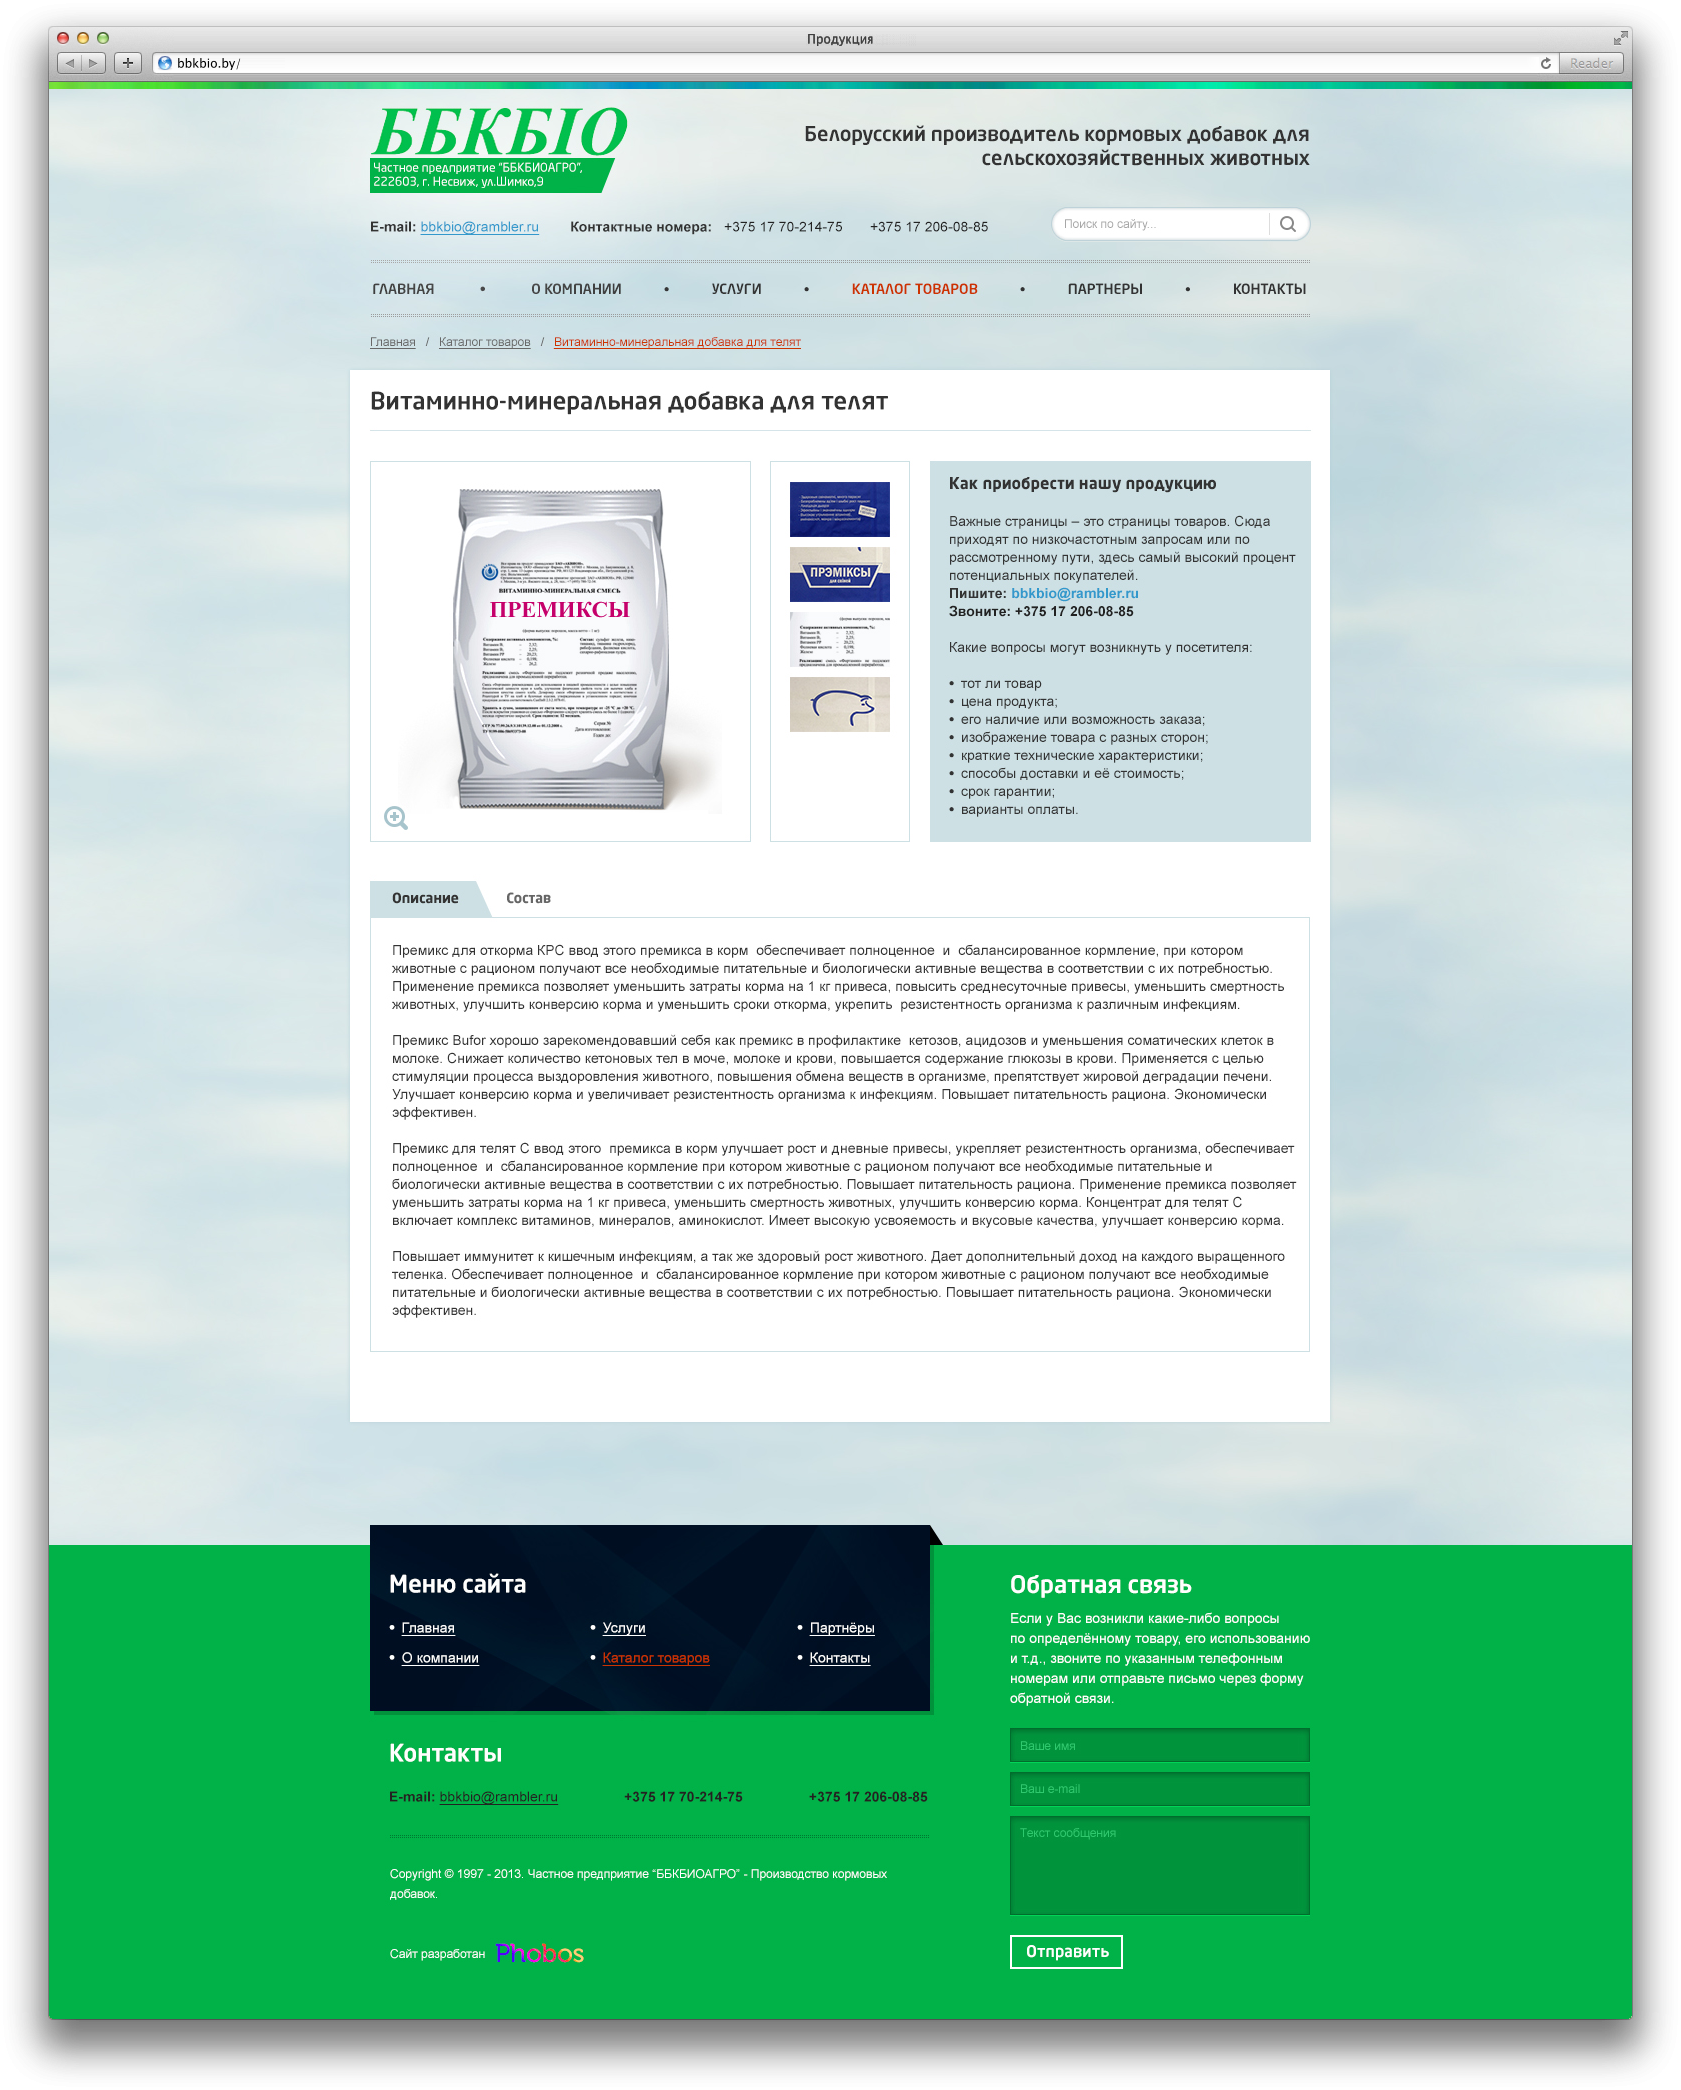 Продукция
bbkbio.by/
Reader
ББКБІО
Частное предприятие "ББКБИОАГРО",
222603, г. Несвиж, ул.Шимко,9
Белорусский производитель кормовых добавок для
сельскохозяйственных животных
E-mail: bbkbio@rambler.ru Контактные номера: +375 17 70-214-75 +375 17 206-08-85
Поиск по сайту...
ГЛАВНАЯ • О КОМПАНИИ • УСЛУГИ • КАТАЛОГ ТОВАРОВ • ПАРТНЕРЫ • КОНТАКТЫ
Главная / Каталог товаров / Витаминно-минеральная добавка для телят
Витаминно-минеральная добавка для телят
ВИТАМИННО-МИНЕРАЛЬНАЯ СМЕСЬ
ПРЕМИКСЫ
ПРЭМІКСЫ
для свіней
Как приобрести нашу продукцию
Важные страницы – это страницы товаров. Сюда
приходят по низкочастотным запросам или по
рассмотренному пути, здесь самый высокий процент
потенциальных покупателей.
Пишите: bbkbio@rambler.ru
Звоните: +375 17 206-08-85
Какие вопросы могут возникнуть у посетителя:
• тот ли товар
• цена продукта;
• его наличие или возможность заказа;
• изображение товара с разных сторон;
• краткие технические характеристики;
• способы доставки и её стоимость;
• срок гарантии;
• варианты оплаты.
Описание Состав
Премикс для откорма КРС ввод этого премикса в корм  обеспечивает полноценное  и  сбалансированное кормление, при котором
животные с рационом получают все необходимые питательные и биологически активные вещества в соответствии с их потребностью.
Применение премикса позволяет уменьшить затраты корма на 1 кг привеса, повысить среднесуточные привесы, уменьшить смертность
животных, улучшить конверсию корма и уменьшить сроки откорма, укрепить  резистентность организма к различным инфекциям.
Премикс Bufor хорошо зарекомендовавший себя как премикс в профилактике  кетозов, ацидозов и уменьшения соматических клеток в
молоке. Снижает количество кетоновых тел в моче, молоке и крови, повышается содержание глюкозы в крови. Применяется с целью
стимуляции процесса выздоровления животного, повышения обмена веществ в организме, препятствует жировой деградации печени.
Улучшает конверсию корма и увеличивает резистентность организма к инфекциям. Повышает питательность рациона. Экономически
эффективен.
Премикс для телят С ввод этого  премикса в корм улучшает рост и дневные привесы, укрепляет резистентность организма, обеспечивает
полноценное  и  сбалансированное кормление при котором животные с рационом получают все необходимые питательные и
биологически активные вещества в соответствии с их потребностью. Повышает питательность рациона. Применение премикса позволяет
уменьшить затраты корма на 1 кг привеса, уменьшить смертность животных, улучшить конверсию корма. Концентрат для телят С
включает комплекс витаминов, минералов, аминокислот. Имеет высокую усвояемость и вкусовые качества, улучшает конверсию корма.
Повышает иммунитет к кишечным инфекциям, а так же здоровый рост животного. Дает дополнительный доход на каждого выращенного
теленка. Обеспечивает полноценное  и  сбалансированное кормление при котором животные с рационом получают все необходимые
питательные и биологически активные вещества в соответствии с их потребностью. Повышает питательность рациона. Экономически
эффективен.
Меню сайта
• Главная • Услуги • Партнёры
• О компании • Каталог товаров • Контакты
Контакты
E-mail: bbkbio@rambler.ru +375 17 70-214-75 +375 17 206-08-85
Copyright © 1997 - 2013. Частное предприятие “ББКБИОАГРО” - Производство кормовых
добавок.
Сайт разработан Phobos
Обратная связь
Если у Вас возникли какие-либо вопросы
по определённому товару, его использованию
и т.д., звоните по указанным телефонным
номерам или отправьте письмо через форму
обратной связи.
Ваше имя
Ваш e-mail
Текст сообщения
Отправить